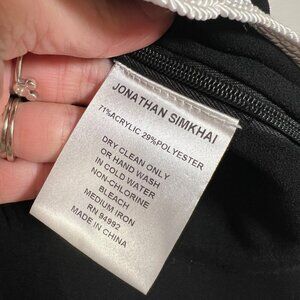 JONATHAN SIMKHAI
71%ACRYLIC 29%POLYESTER
DRY CLEAN ONLY
OR HAND WASH
IN COLD WATER
NON-CHLORINE
BLEACH
MEDIUM IRON
RN 94992
MADE IN CHINA